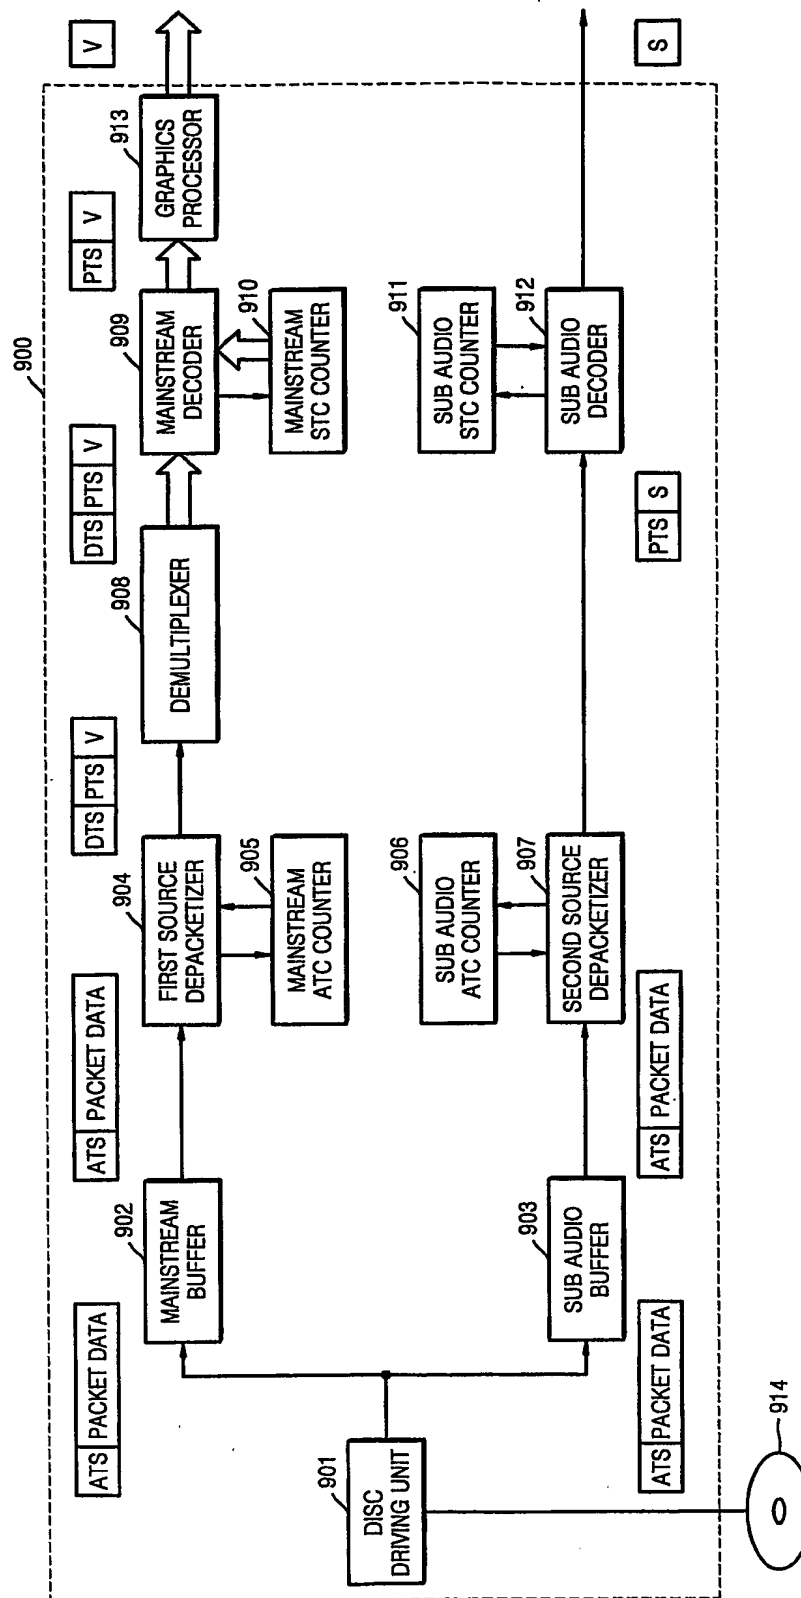 900
901
DISC
DRIVING UNIT
914
ATS PACKET DATA
902
MAINSTREAM
BUFFER
ATS PACKET DATA
904
FIRST SOURCE
DEPACKETIZER
905
MAINSTREAM
ATC COUNTER
DTS PTS V
908
DEMULTIPLEXER
DTS PTS V
909
MAINSTREAM
DECODER
910
MAINSTREAM
STC COUNTER
PTS V
913
GRAPHICS
PROCESSOR
V
ATS PACKET DATA
903
SUB AUDIO
BUFFER
ATS PACKET DATA
906
SUB AUDIO
ATC COUNTER
907
SECOND SOURCE
DEPACKETIZER
PTS S
911
SUB AUDIO
STC COUNTER
912
SUB AUDIO
DECODER
S